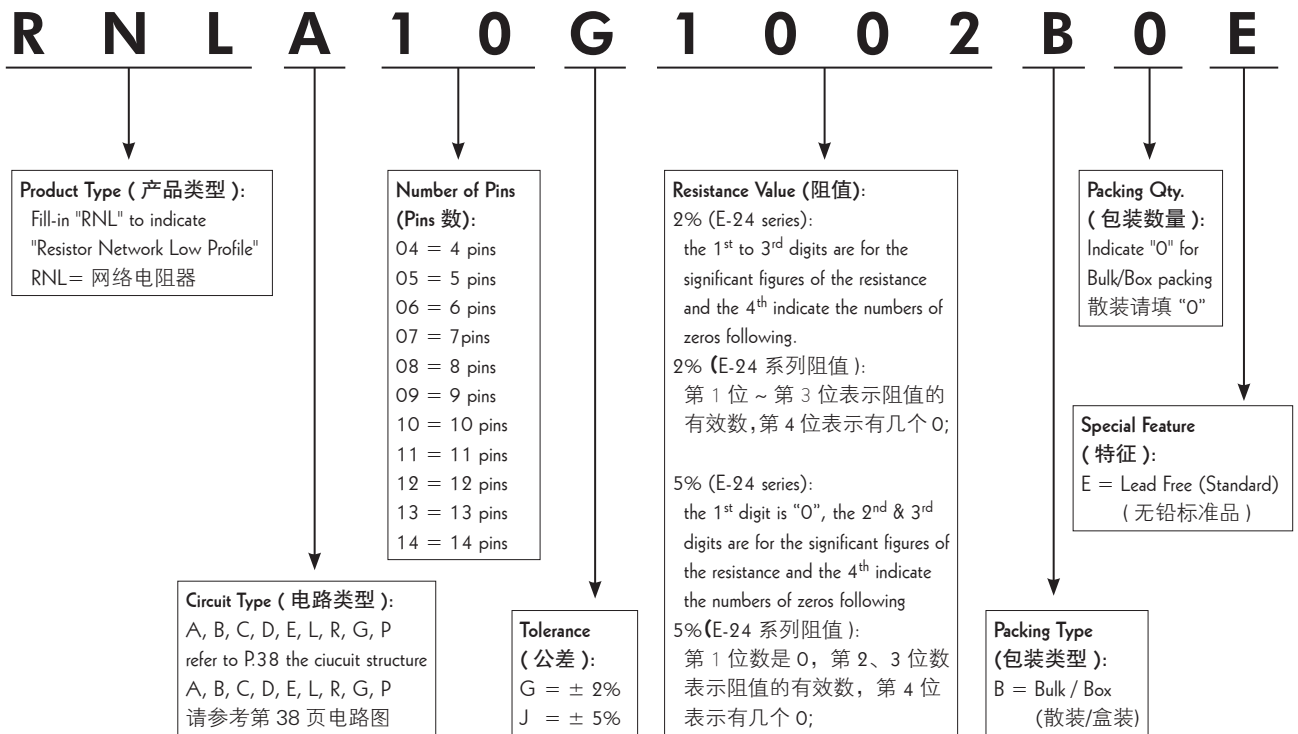 R N L A 1 0 G 1 0 0 2 B 0 E
Product Type ( 产品类型 ):
Fill-in "RNL" to indicate
"Resistor Network Low Profile"
RNL= 网络电阻器
Circuit Type ( 电路类型 ):
A, B, C, D, E, L, R, G, P
refer to P.38 the ciucuit structure
A, B, C, D, E, L, R, G, P
请参考第 38 页电路图
Number of Pins
(Pins 数):
04 = 4 pins
05 = 5 pins
06 = 6 pins
07 = 7pins
08 = 8 pins
09 = 9 pins
10 = 10 pins
11 = 11 pins
12 = 12 pins
13 = 13 pins
14 = 14 pins
Tolerance
( 公差 ):
G = ± 2%
J = ± 5%
Resistance Value (阻值):
2% (E-24 series):
the 1st to 3rd digits are for the
significant figures of the resistance
and the 4th indicate the numbers of
zeros following.
2% (E-24 系列阻值 ):
第 1 位 ~ 第 3 位表示阻值的
有效数,第 4 位表示有几个 0;
5% (E-24 series):
the 1st digit is “0”, the 2nd & 3rd
digits are for the significant figures of
the resistance and the 4th indicate
the numbers of zeros following
5%(E-24 系列阻值 ):
第 1 位数是 0，第 2、3 位数
表示阻值的有效数，第 4 位
表示有几个 0;
Packing Type
(包装类型 ):
B = Bulk / Box
(散装/盒装)
Packing Qty.
( 包装数量 ):
Indicate "0" for
Bulk/Box packing
散装请填 “0”
Special Feature
( 特征 ):
E = Lead Free (Standard)
( 无铅标准品 )